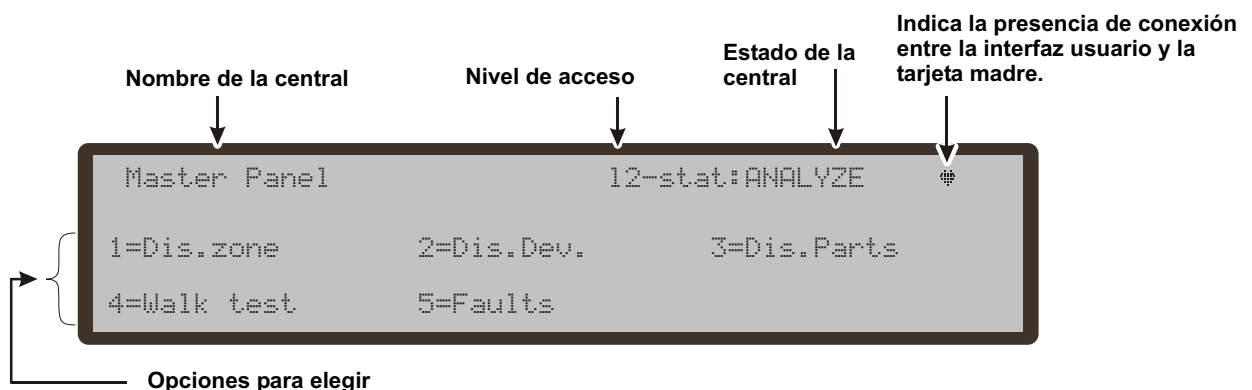 Indica la presencia de conexión
entre la interfaz usuario y la
tarjeta madre.
Estado de la
central
Nivel de acceso
Nombre de la central
Master Panel l2-stat:ANALYZE
1=Dis.zone 2=Dis.Dev. 3=Dis.Parts
4=Walk test 5=Faults
Opciones para elegir